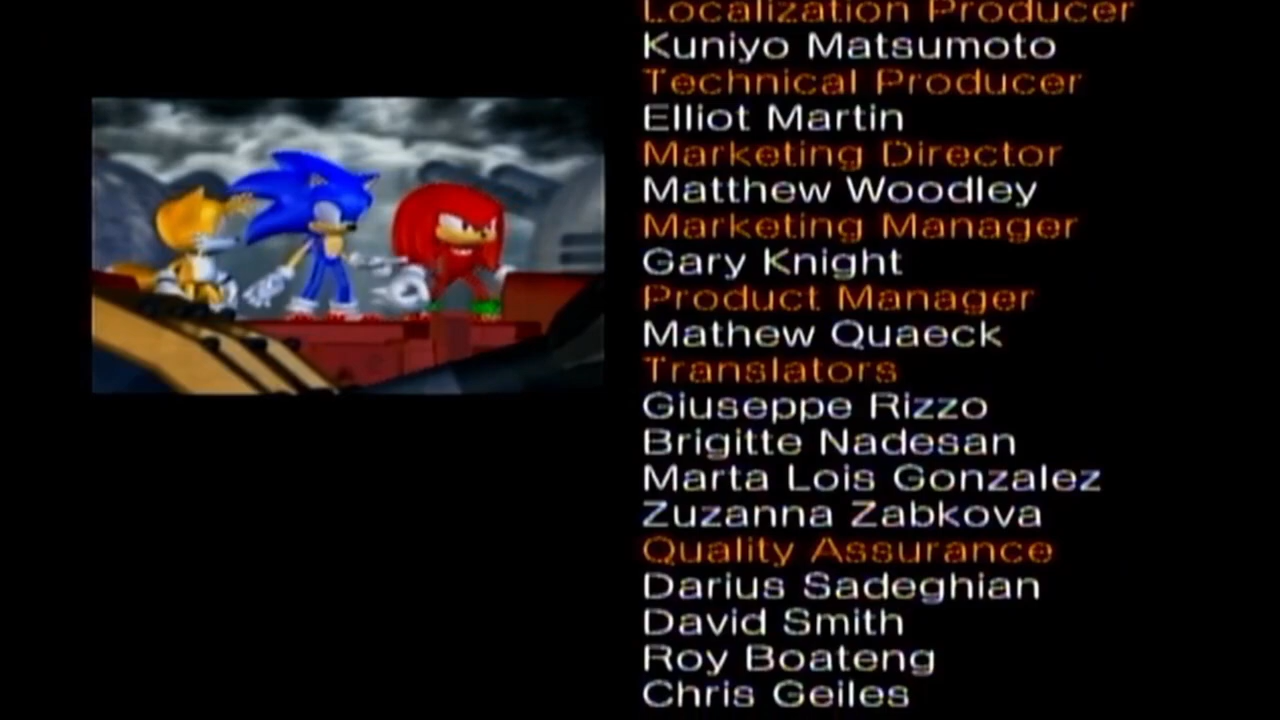 Localization Producer
Kuniyo Matsumoto
Technical Producer
Elliot Martin
Marketing Director
Matthew Woodley
Marketing Manager
Gary Knight
Product Manager
Mathew Quaeck
Translators
Giuseppe Rizzo
Brigitte Nadesan
Marta Lois Gonzalez
Zuzanna Zabkova
Quality Assurance
Darius Sadeghian
David Smith
Roy Boateng
Chris Geiles